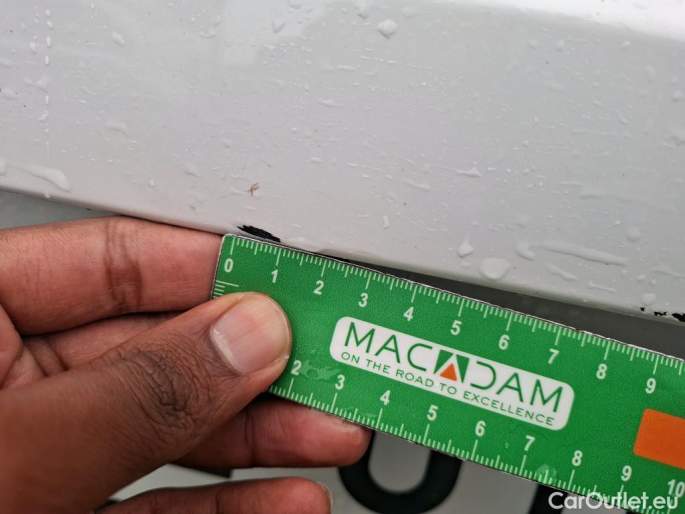 0 1 2 3 4 5 6 7 8 9
MACADAM
ON THE ROAD TO EXCELLENCE
2 3 4 5 6 7 8 9 10
CarOutlet.eu